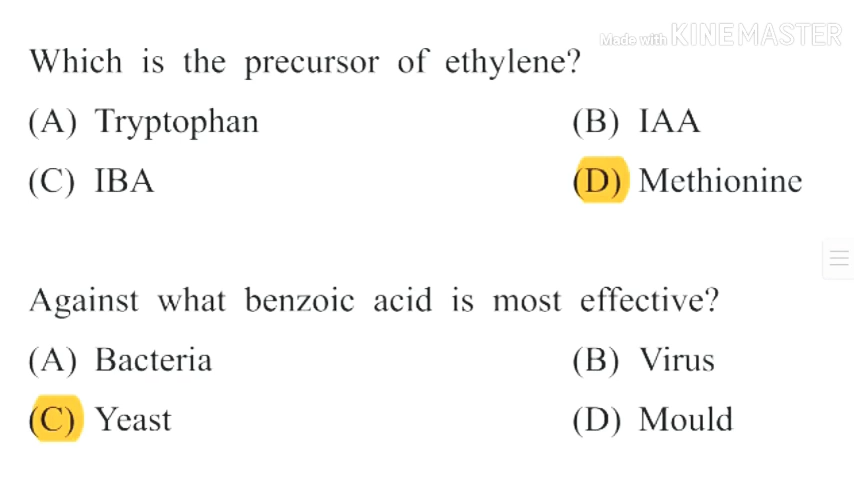 Made with KINEMASTER
Which is the precursor of ethylene?
(A) Tryptophan (B) IAA
(C) IBA (D) Methionine
Against what benzoic acid is most effective?
(A) Bacteria (B) Virus
(C) Yeast (D) Mould